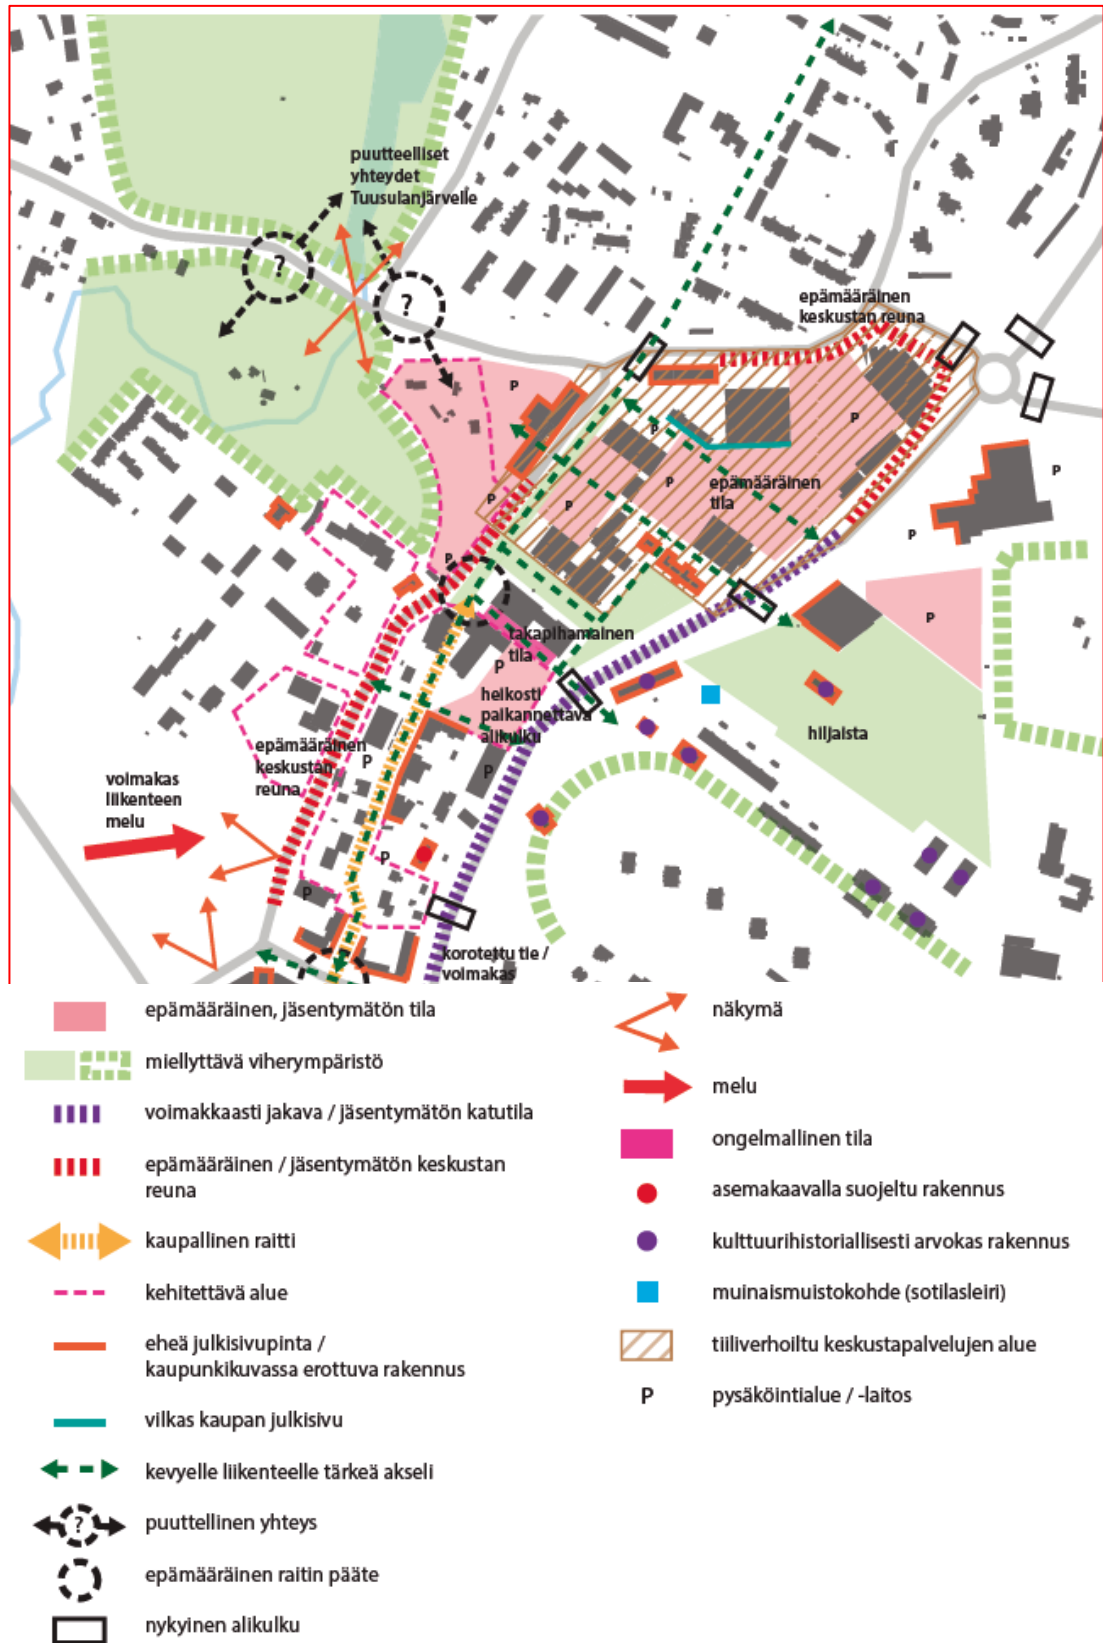 puutteelliset
yhteydet
Tuusulanjärvelle
?
?
epämääräinen
keskustan reuna
P
P
P
P
P
P
epämääräinen
tila
P
P
P
P
takapihamainen
tila
P
P
heikosti
paikannettava
alikulku
hiljaista
epämääräinen
keskustan
reuna
P
P
voimakas
liikenteen
melu
P
P
korotettu tie /
voimakas
epämääräinen, jäsentymätön tila
miellyttävä viherympäristö
voimakkaasti jakava / jäsentymätön katutila
epämääräinen / jäsentymätön keskustan
reuna
kaupallinen raitti
kehitettävä alue
eheä julkisivupinta /
kaupunkikuvassa erottuva rakennus
vilkas kaupan julkisivu
kevyelle liikenteelle tärkeä akseli
?
puuttellinen yhteys
epämääräinen raitin pääte
nykyinen alikulku
näkymä
melu
ongelmallinen tila
asemakaavalla suojeltu rakennus
kulttuurihistoriallisesti arvokas rakennus
muinaismuistokohde (sotilasleiri)
tiiliverhoiltu keskustapalvelujen alue
P pysäköintialue / -laitos